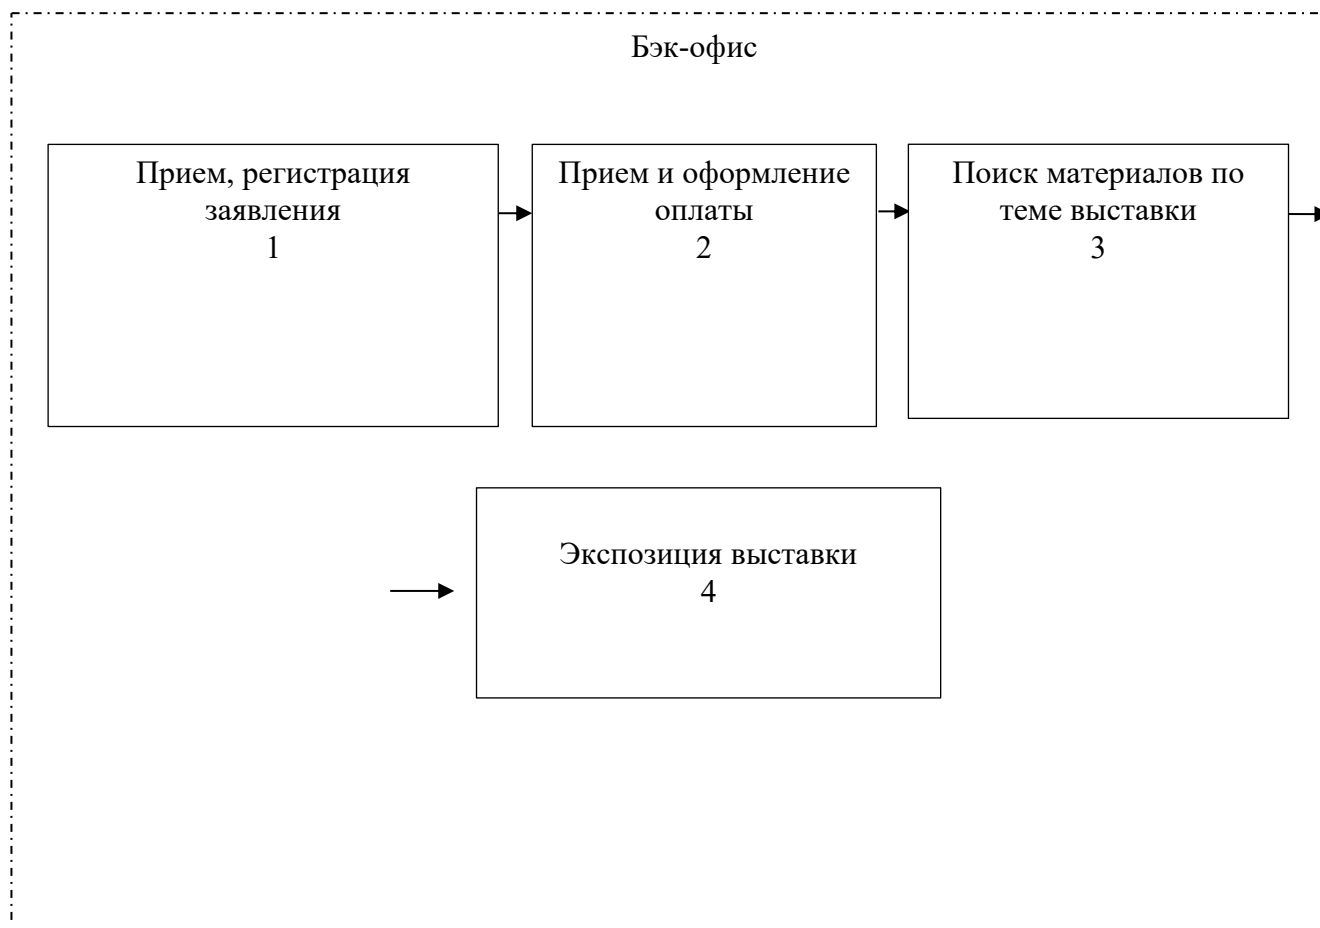 Бэк-офис
Прием, регистрация
заявления
1
Прием и оформление
оплаты
2
Поиск материалов по
теме выставки
3
Экспозиция выставки
4